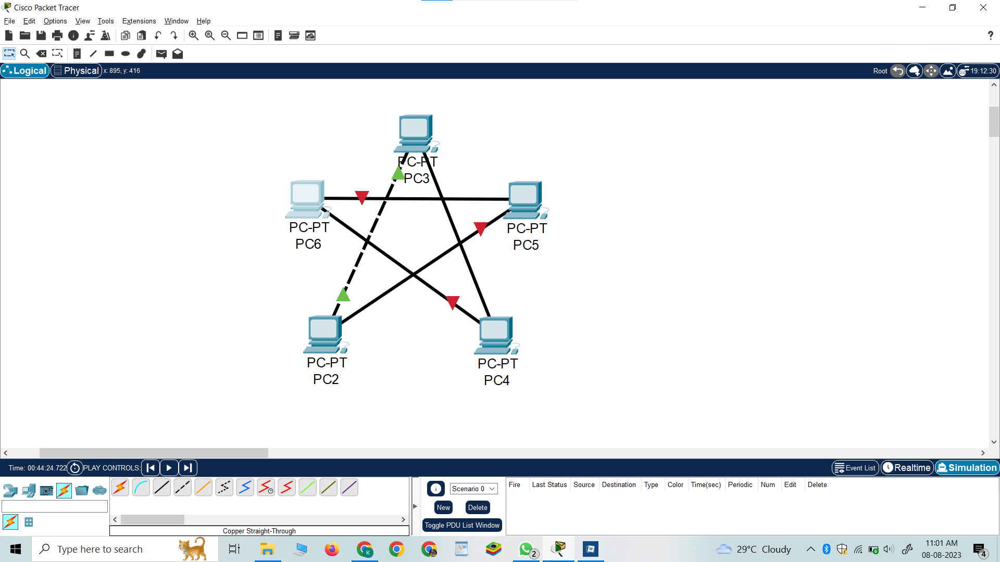 Cisco Packet Tracer
File Edit Options View Tools Extensions Window Help
?
Logical Physical x: 895, y: 416 Root 19:12:30
PC-PT
PC3
PC-PT
PC6
PC-PT
PC5
PC-PT
PC2
PC-PT
PC4
Time: 00:44:24.722 PLAY CONTROLS: Event List Realtime Simulation
Scenario 0
New Delete
Toggle PDU List Window
Fire Last Status Source Destination Type Color Time(sec) Periodic Num Edit Delete
Copper Straight-Through
Type here to search
K
2
W
29°C Cloudy
11:01 AM
08-08-2023
4